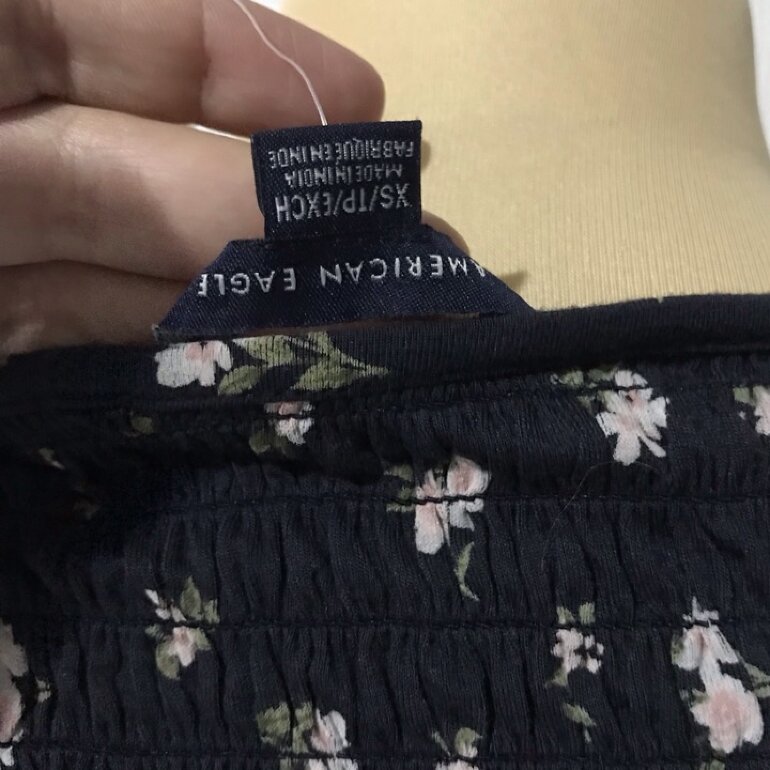 AMERICAN EAGLE
XS/TP/EXCH
MADE IN INDIA
FABRIQUÉ EN INDE